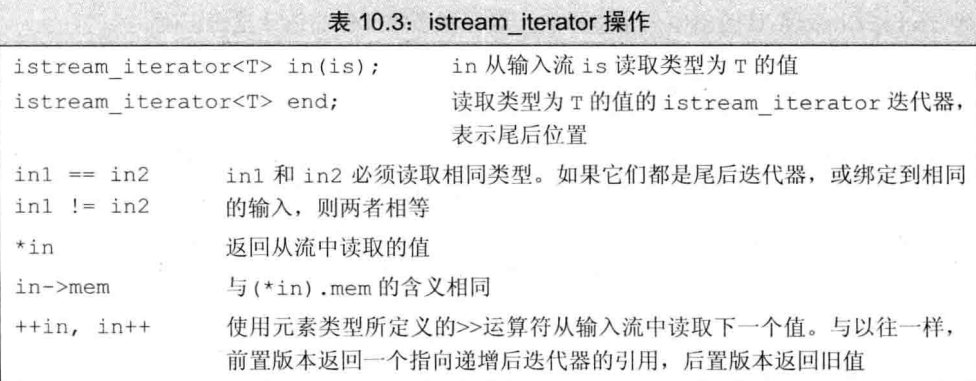 表 10.3：istream_iterator 操作
istream_iterator<T> in(is); in 从输入流 is 读取类型为 T 的值
istream_iterator<T> end; 读取类型为 T 的值的 istream_iterator 迭代器，
表示尾后位置
in1 == in2 in1 和 in2 必须读取相同类型。如果它们都是尾后迭代器，或绑定到相同
in1 != in2 的输入，则两者相等
*in 返回从流中读取的值
in->mem 与(*in).mem 的含义相同
++in, in++ 使用元素类型所定义的>>运算符从输入流中读取下一个值。与以往一样，
前置版本返回一个指向递增后迭代器的引用，后置版本返回旧值